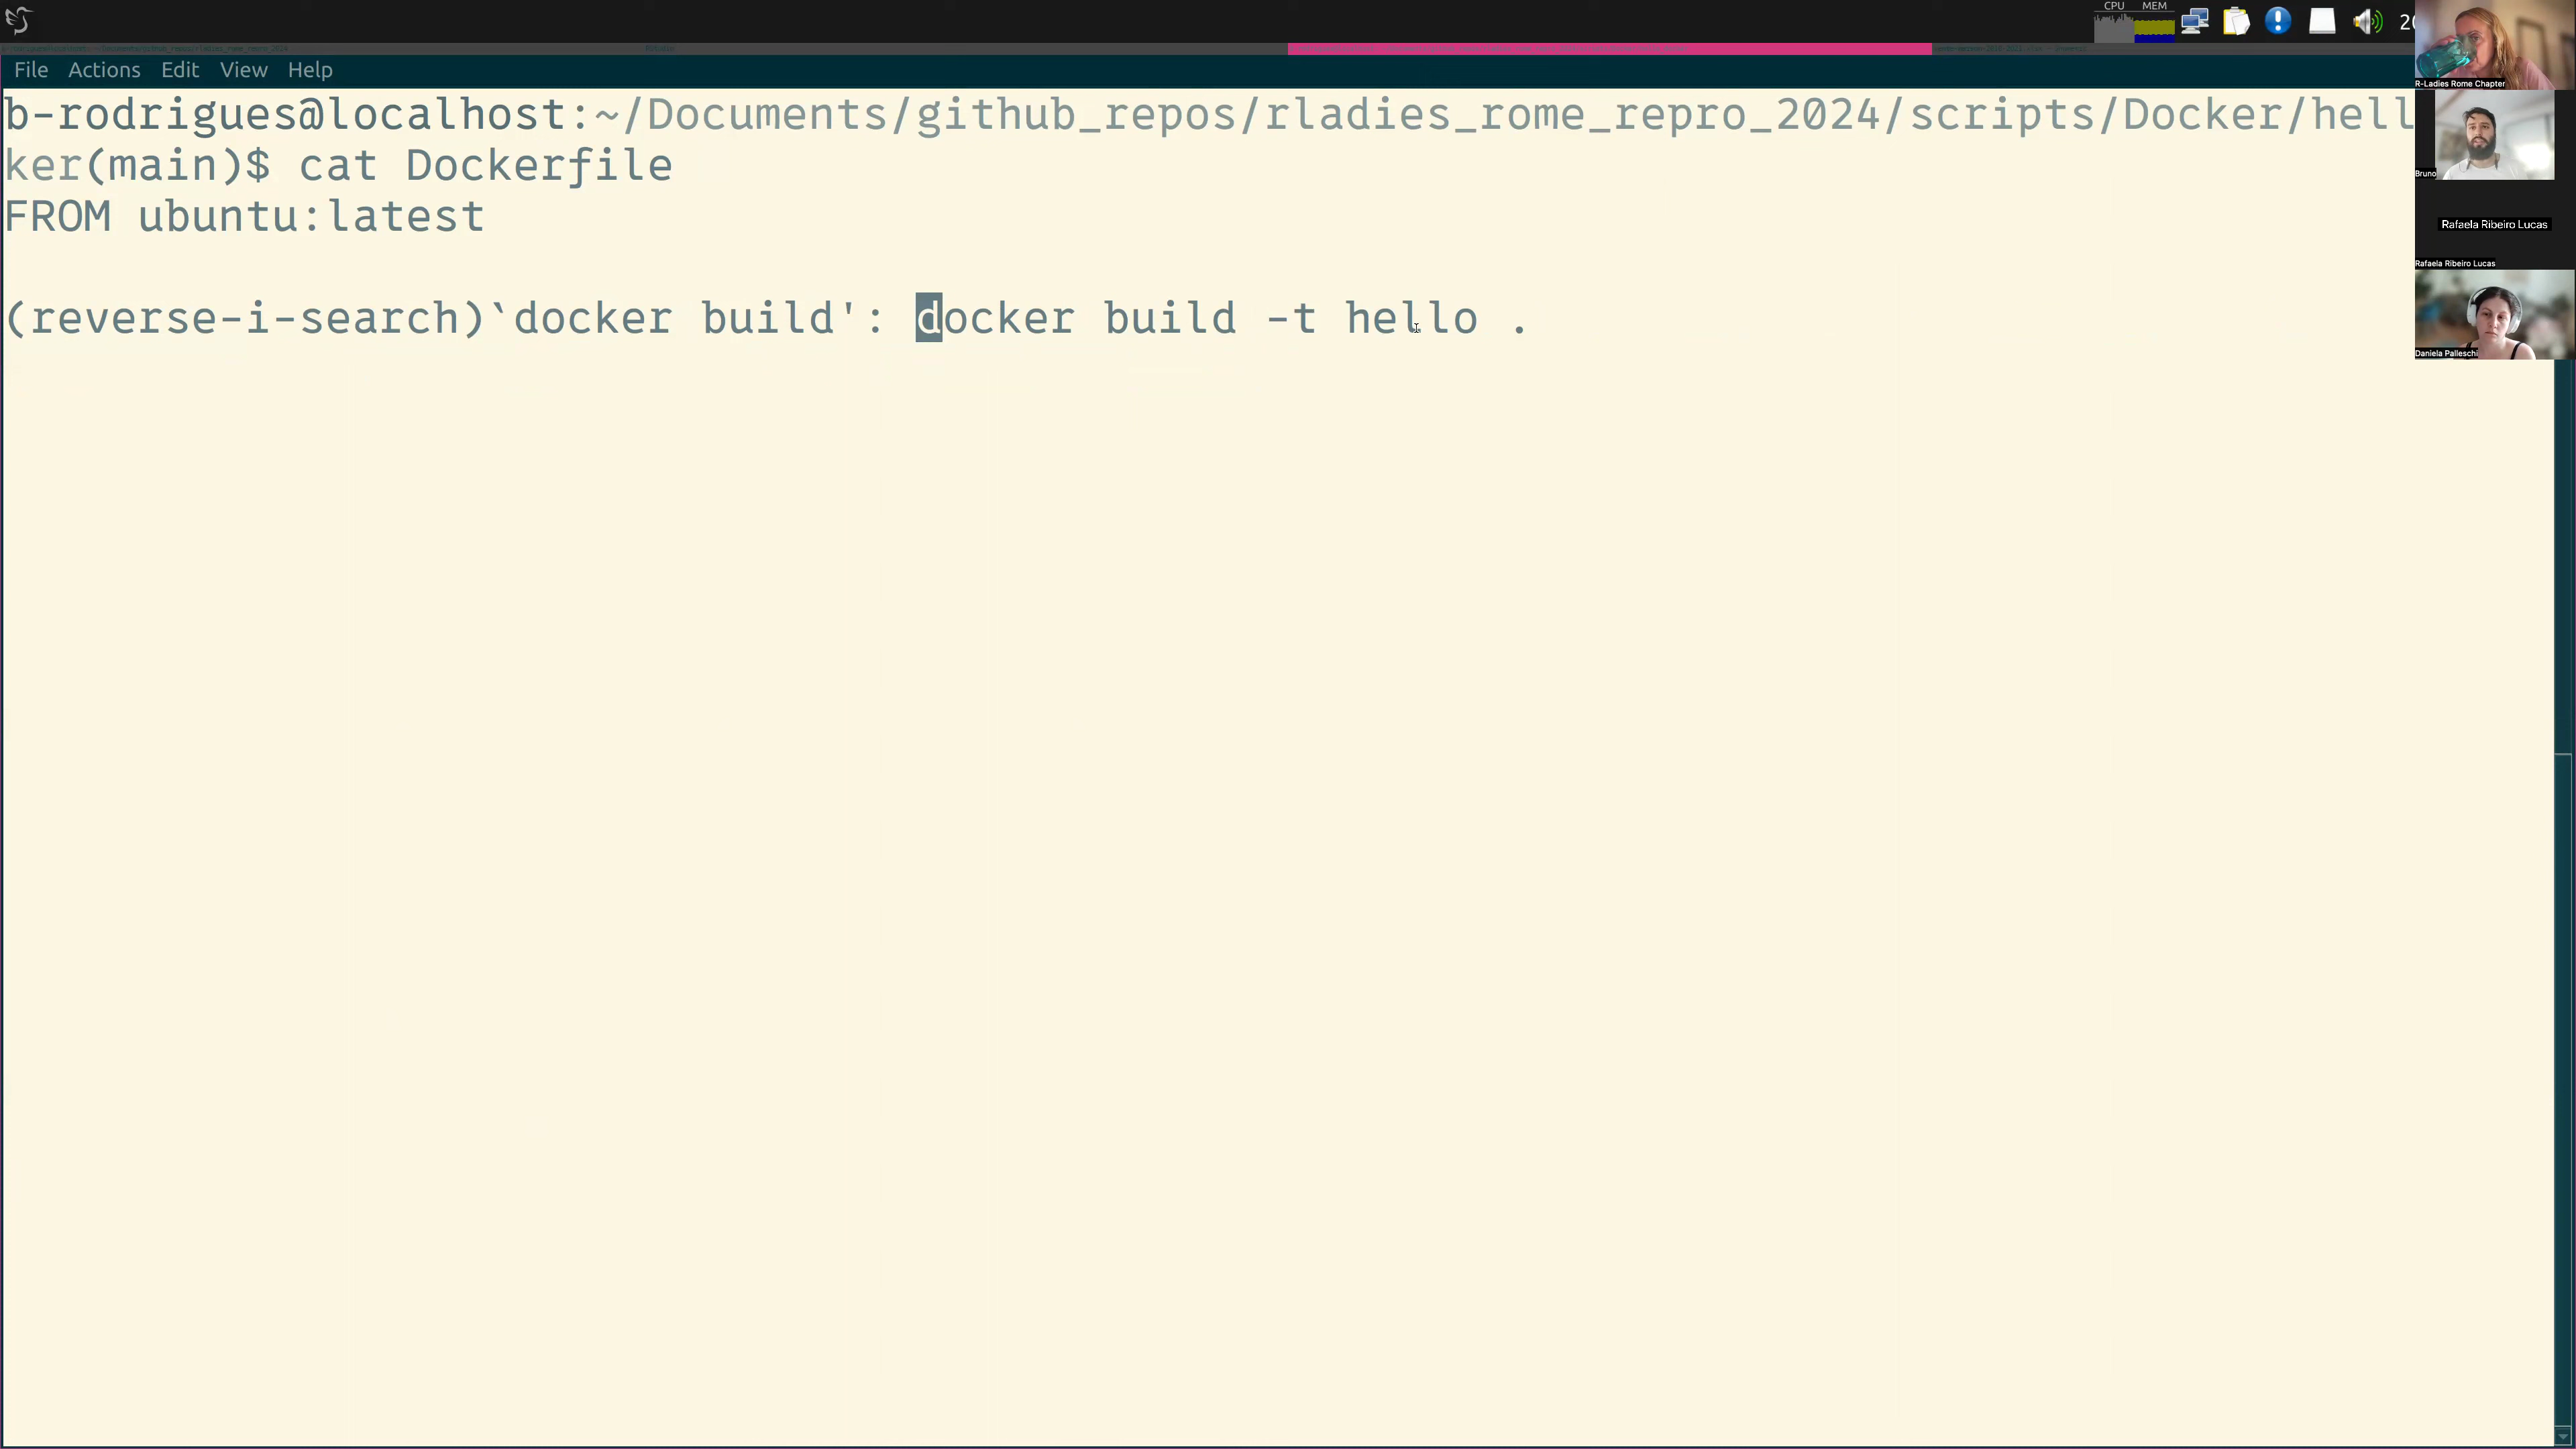 CPU MEM
20
File Actions Edit View Help
b-rodrigues@localhost:~/Documents/github_repos/rladies_rome_repro_2024/scripts/Docker/hell
ker(main)$ cat Dockerfile
FROM ubuntu:latest
(reverse-i-search)`docker build': docker build -t hello .
R-Ladies Rome Chapter
Bruno
Rafaela Ribeiro Lucas
Rafaela Ribeiro Lucas
Daniela Palleschi